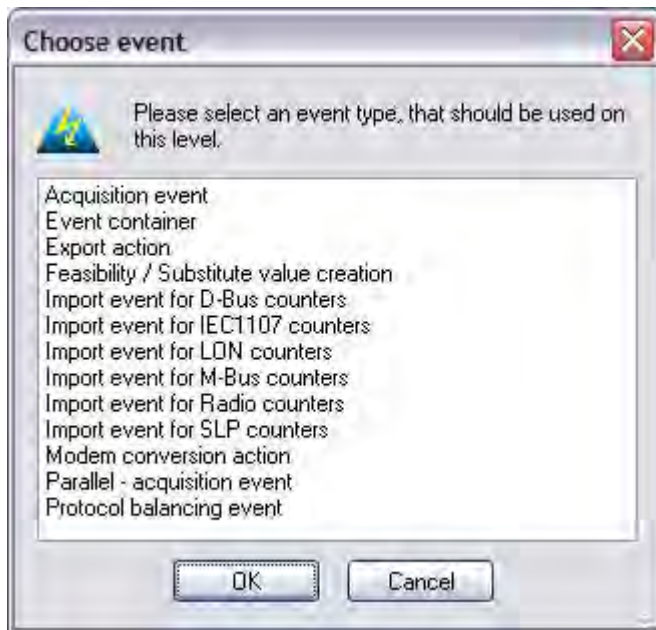 Choose event
Please select an event type, that should be used on
this level.
Acquisition event
Event container
Export action
Feasibility / Substitute value creation
Import event for D-Bus counters
Import event for IEC1107 counters
Import event for LON counters
Import event for M-Bus counters
Import event for Radio counters
Import event for SLP counters
Modem conversion action
Parallel - acquisition event
Protocol balancing event
OK
Cancel